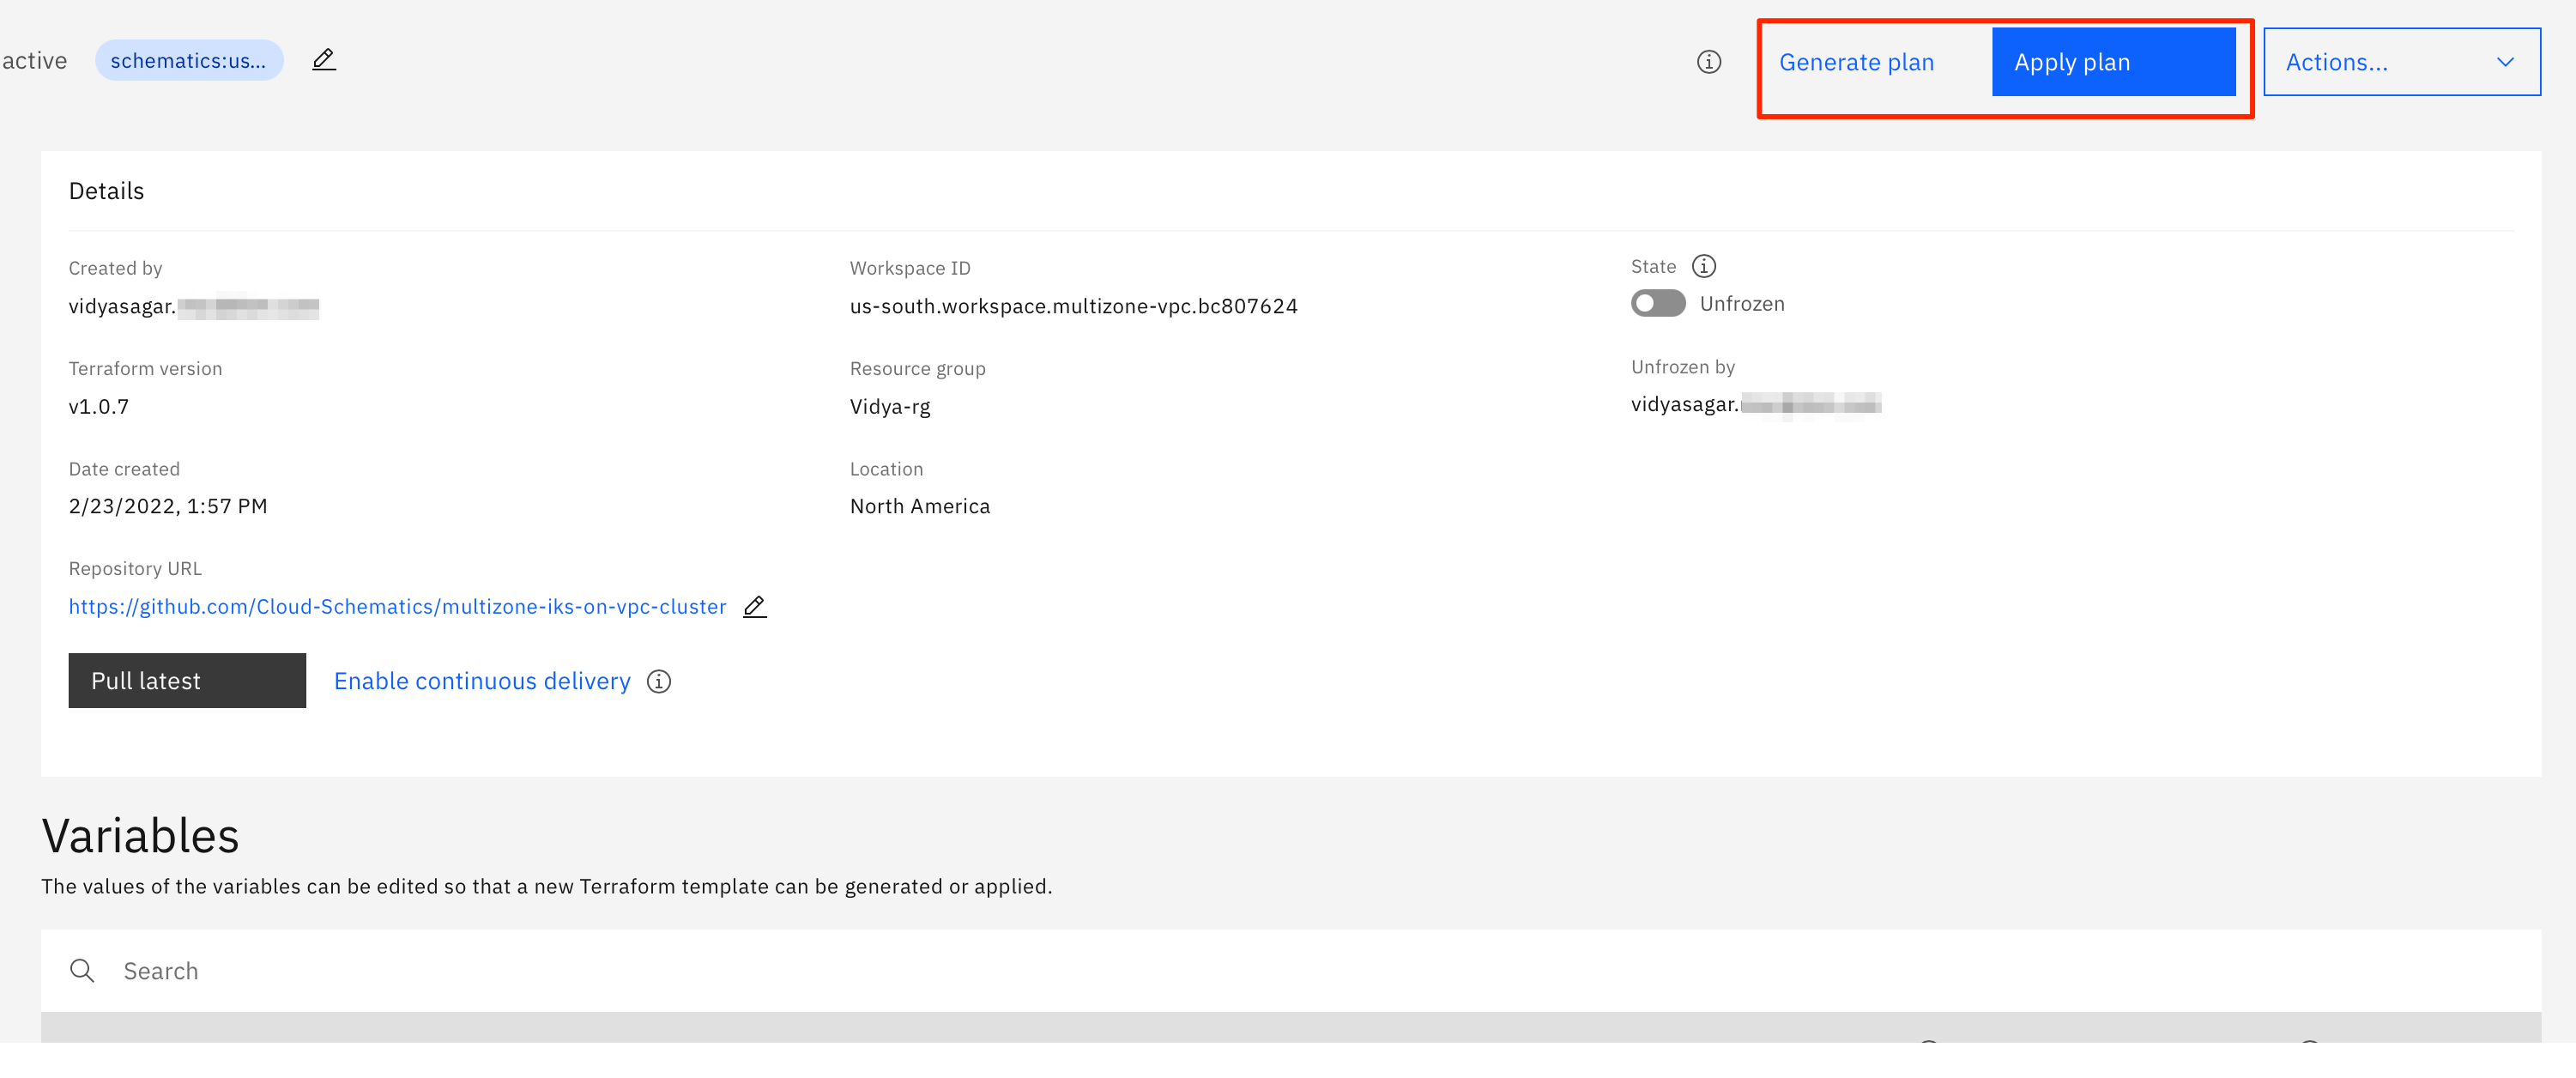 active schematics:us... Generate plan Apply plan Actions...
Details
Created by Workspace ID State
vidyasagar. us-south.workspace.multizone-vpc.bc807624 Unfrozen
Terraform version Resource group Unfrozen by
v1.0.7 Vidya-rg vidyasagar.
Date created Location
2/23/2022, 1:57 PM North America
Repository URL
https://github.com/Cloud-Schematics/multizone-iks-on-vpc-cluster
Pull latest Enable continuous delivery
Variables
The values of the variables can be edited so that a new Terraform template can be generated or applied.
Search